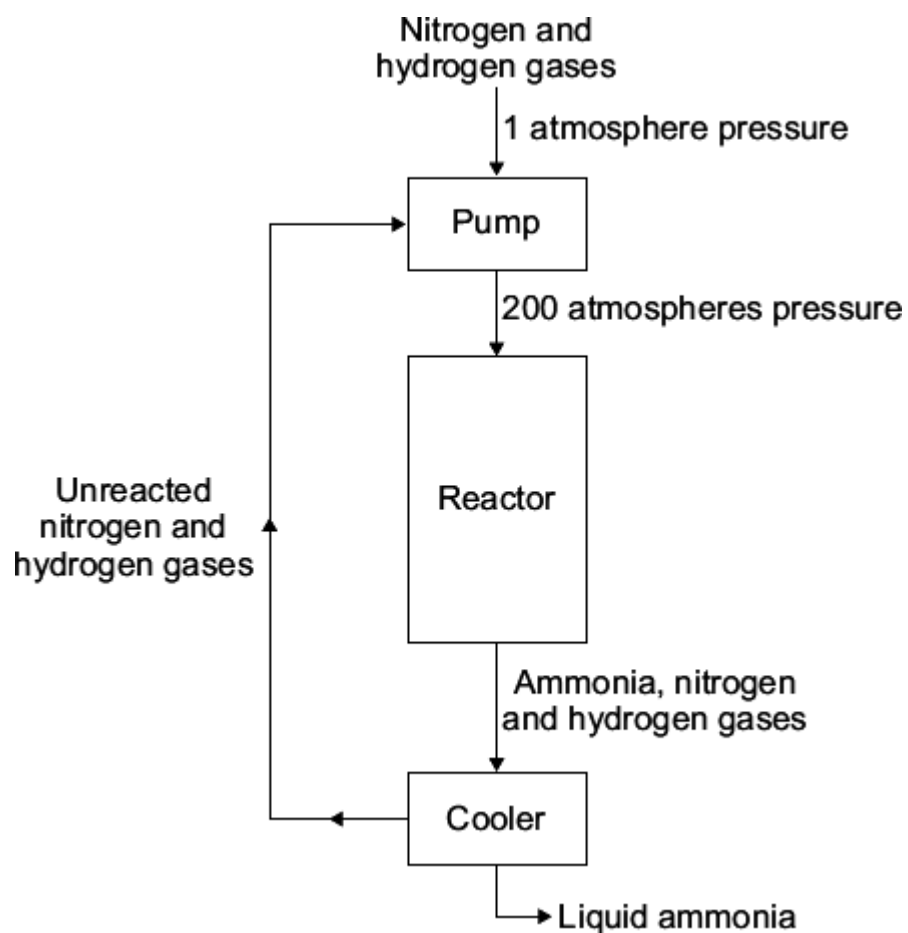 Nitrogen and
hydrogen gases
1 atmosphere pressure
Pump
200 atmospheres pressure
Reactor
Unreacted
nitrogen and
hydrogen gases
Ammonia, nitrogen
and hydrogen gases
Cooler
Liquid ammonia